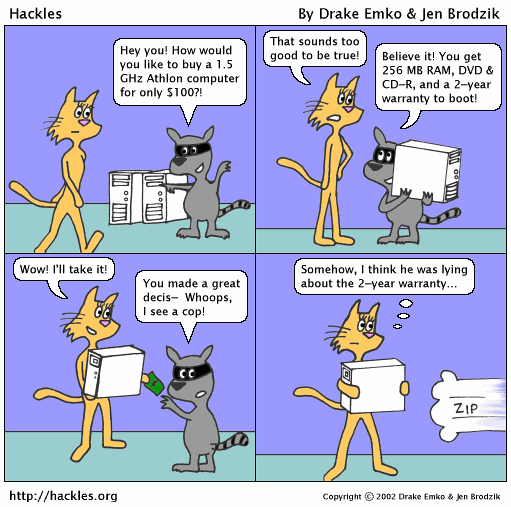 Hackles
By Drake Emko & Jen Brodzik
Hey you! How would
you like to buy a 1.5
GHz Athlon computer
for only $100?!
That sounds too
good to be true!
Believe it! You get
256 MB RAM, DVD &
CD-R, and a 2-year
warranty to boot!
Wow! I'll take it!
You made a great
decis- Whoops,
I see a cop!
Somehow, I think he was lying
about the 2-year warranty...
ZIP
http://hackles.org
Copyright © 2002 Drake Emko & Jen Brodzik